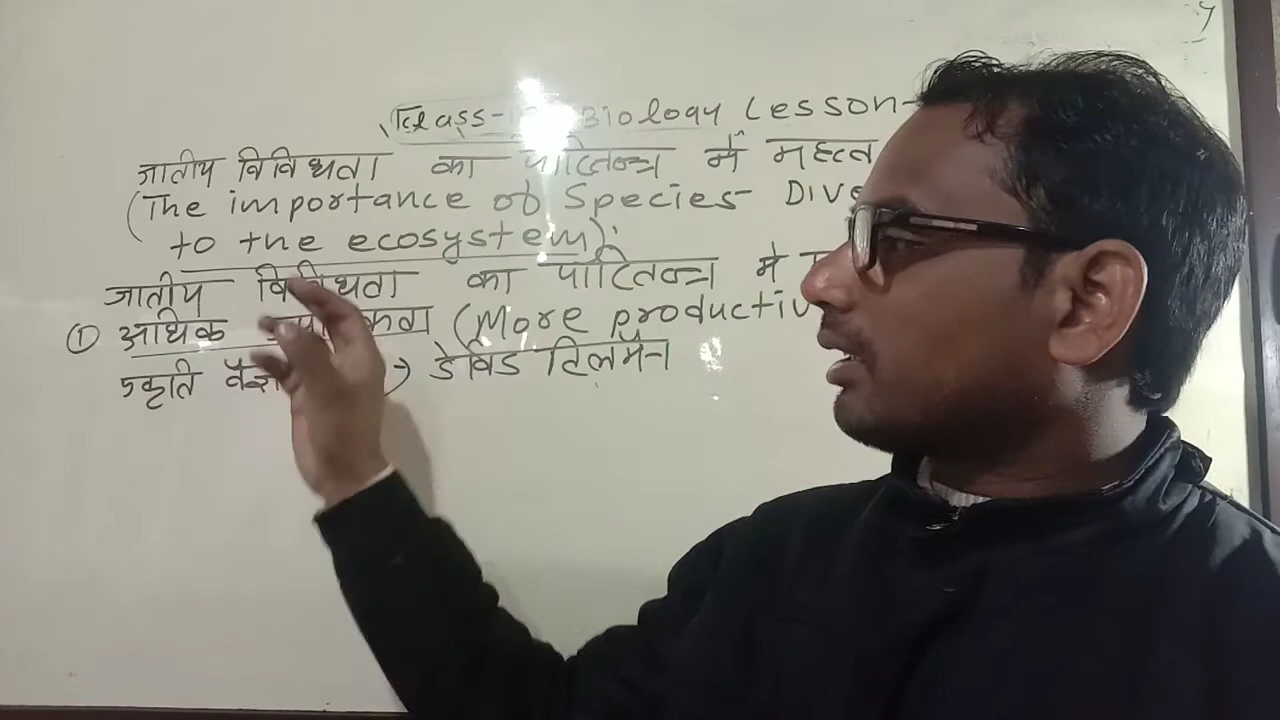 Class- Biology Lesson-
जातीय विविधता का पारितन्त्र में महत्व
(The importance of Species Dive
to the ecosystem):
जातीय विविधता का पारितन्त्र में
① अधिक (More productiv
प्रकृति → डेविड टिलमैन